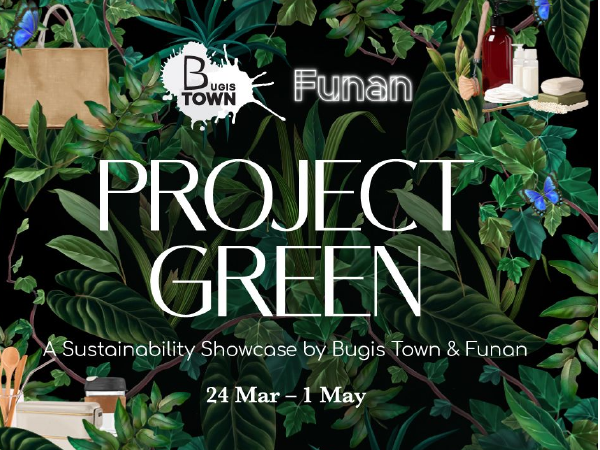 BUGIS
TOWN
Funan
PROJECT
GREEN
A Sustainability Showcase by Bugis Town & Funan
24 Mar – 1 May